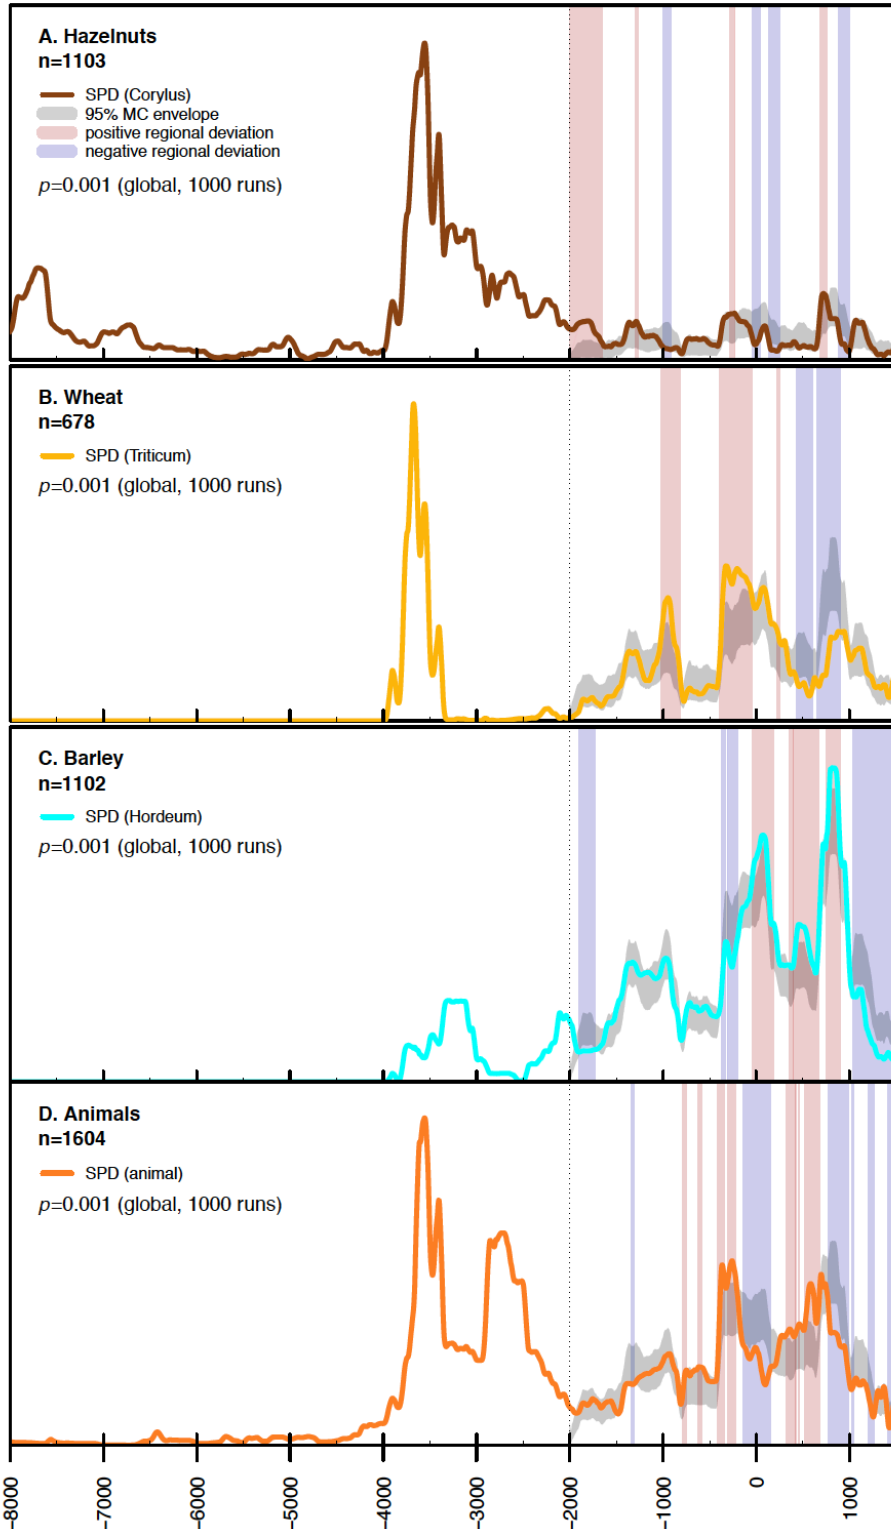 A. Hazelnuts
n=1103
SPD (Corylus)
95% MC envelope
positive regional deviation
negative regional deviation
p=0.001 (global, 1000 runs)
B. Wheat
n=678
SPD (Triticum)
p=0.001 (global, 1000 runs)
C. Barley
n=1102
SPD (Hordeum)
p=0.001 (global, 1000 runs)
D. Animals
n=1604
SPD (animal)
p=0.001 (global, 1000 runs)
-8000 -7000 -6000 -5000 -4000 -3000 -2000 -1000 0 1000